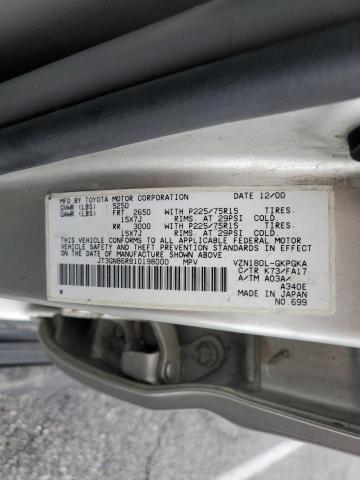 MFD BY TOYOTA MOTOR CORPORATION 12/00
GVWR (LBS) 5250
GAWR (LBS) FRT 2650 WITH P225/75R15 TIRES.
15X7J RIMS. AT 29PSI COLD.
RR 3000 WITH P225/75R15 TIRES.
15X7J RIMS. AT 29PSI COLD.
THIS VEHICLE CONFORMS TO ALL APPLICABLE FEDERAL MOTOR
VEHICLE SAFETY AND THEFT PREVENTION STANDARDS IN EFFECT
ON THE DATE OF MANUFACTURE SHOWN ABOVE.
JT3GN86R810198000 MPV VZN180L-GKPGKA
C/TR K73/FA17
A/TM A03A/
A340E
MADE IN JAPAN
NO.699